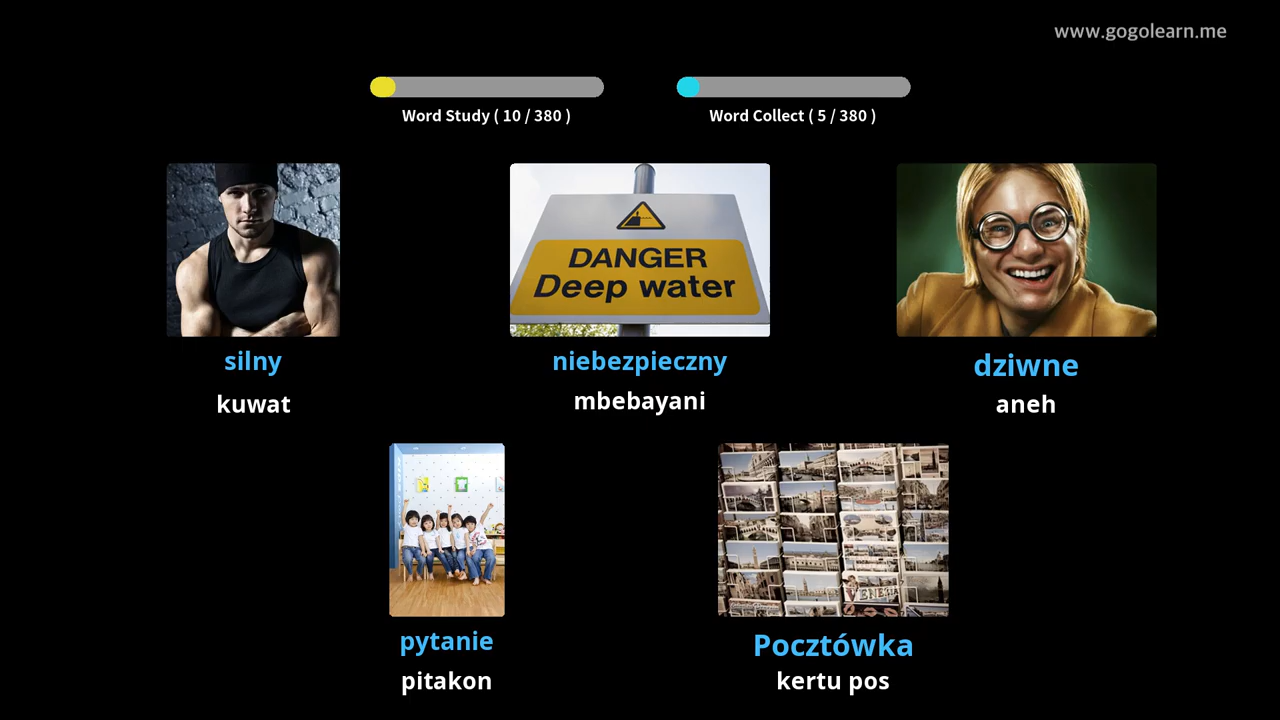 www.gogolearn.me
Word Study ( 10 / 380 )
Word Collect ( 5 / 380 )
DANGER
Deep water
silny
niebezpieczny
dziwne
kuwat
mbebayani
aneh
pytanie
Pocztówka
pitakon
kertu pos